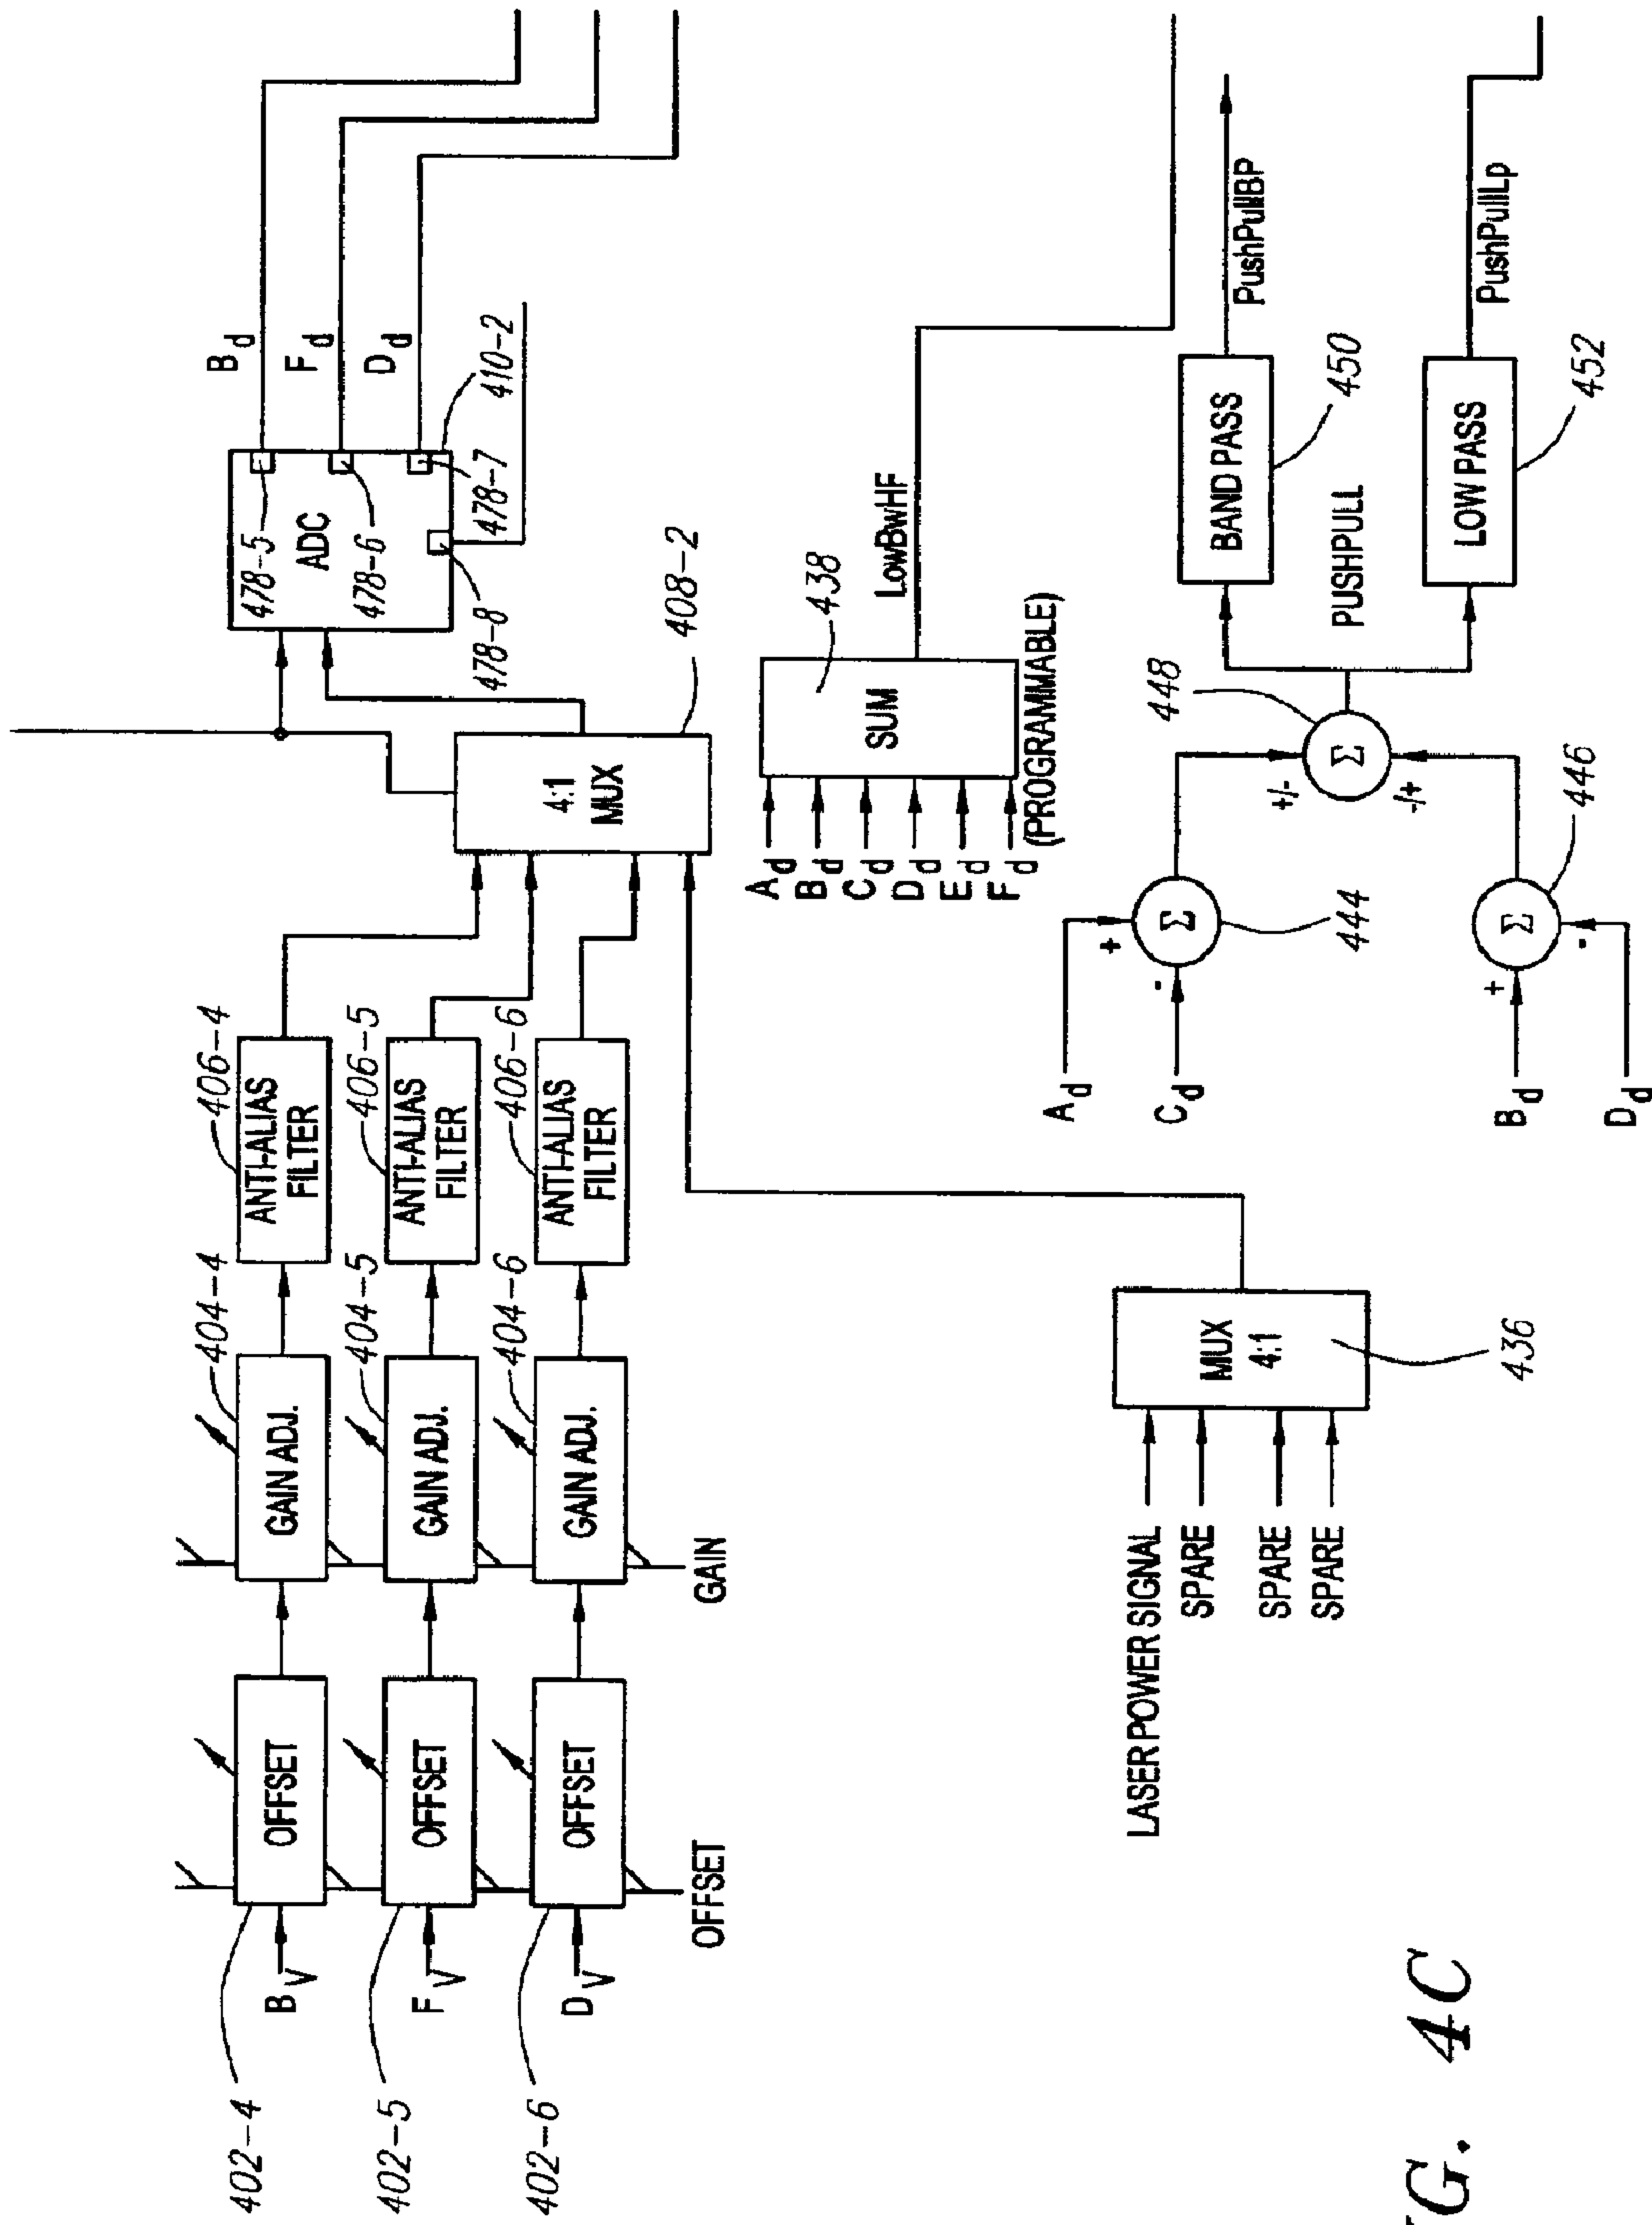 402-4
B_V
OFFSET
404-4
GAIN ADJ.
406-4
ANTI-ALIAS
FILTER
402-5
F_V
OFFSET
404-5
GAIN ADJ.
406-5
ANTI-ALIAS
FILTER
402-6
D_V
OFFSET
404-6
GAIN ADJ.
406-6
ANTI-ALIAS
FILTER
OFFSET
GAIN
4:1
MUX
408-2
ADC
478-5
478-6
478-7
478-8
410-2
B_d
F_d
D_d
A_d
B_d
C_d
D_d
E_d
F_d
(PROGRAMMABLE)
SUM
438
LowBwHF
LASER POWER SIGNAL
SPARE
SPARE
SPARE
MUX
4:1
436
A_d
+
C_d
-
Σ
444
B_d
+
D_d
-
Σ
446
+/-
-/+
Σ
448
PUSHPULL
BAND PASS
450
PushPullBP
LOW PASS
452
PushPullLp
4C